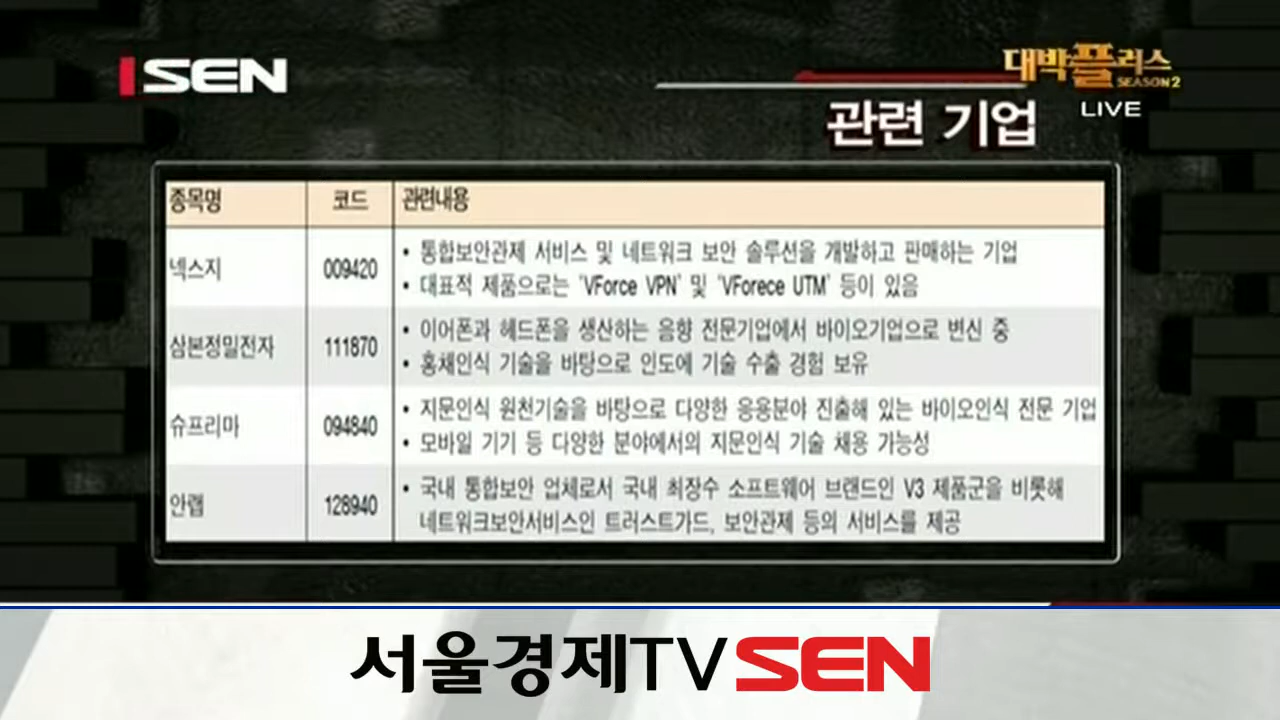 SEN
대박플러스
SEASON 2
LIVE
관련 기업
종목명 코드 관련내용
넥스지 009420
• 통합보안관제 서비스 및 네트워크 보안 솔루션을 개발하고 판매하는 기업
• 대표적 제품으로는 'VForce VPN' 및 'VForece UTM' 등이 있음
삼본정밀전자 111870
• 이어폰과 헤드폰을 생산하는 음향 전문기업에서 바이오기업으로 변신 중
• 홍채인식 기술을 바탕으로 인도에 기술 수출 경험 보유
슈프리마 094840
• 지문인식 원천기술을 바탕으로 다양한 응용분야 진출해 있는 바이오인식 전문 기업
• 모바일 기기 등 다양한 분야에서의 지문인식 기술 채용 가능성
안랩 128940
• 국내 통합보안 업체로서 국내 최장수 소프트웨어 브랜드인 V3 제품군을 비롯해
네트워크보안서비스인 트러스트가드, 보안관제 등의 서비스를 제공
서울경제TV SEN